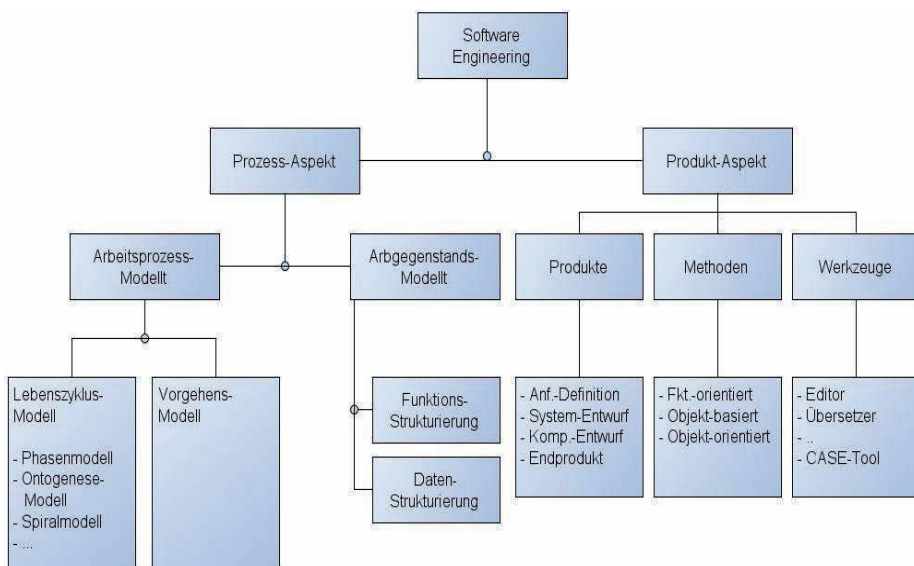 Software
Engineering
Prozess-Aspekt
Produkt-Aspekt
Arbeitsprozess-
Modellt
Arbgegenstands-
Modellt
Produkte
Methoden
Werkzeuge
Lebenszyklus-
Modell
- Phasenmodell
- Ontogenese-
Modell
- Spiralmodell
- ...
Vorgehens-
Modell
Funktions-
Strukturierung
Daten-
Strukturierung
- Anf.-Definition
- System-Entwurf
- Komp.-Entwurf
- Endprodukt
- Fkt.-orientiert
- Objekt-basiert
- Objekt-orientiert
- Editor
- Übersetzer
- ..
- CASE-Tool